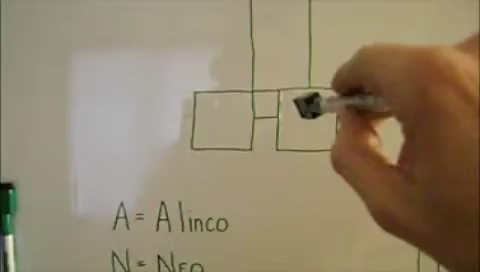 A = Alinco
N = Neo